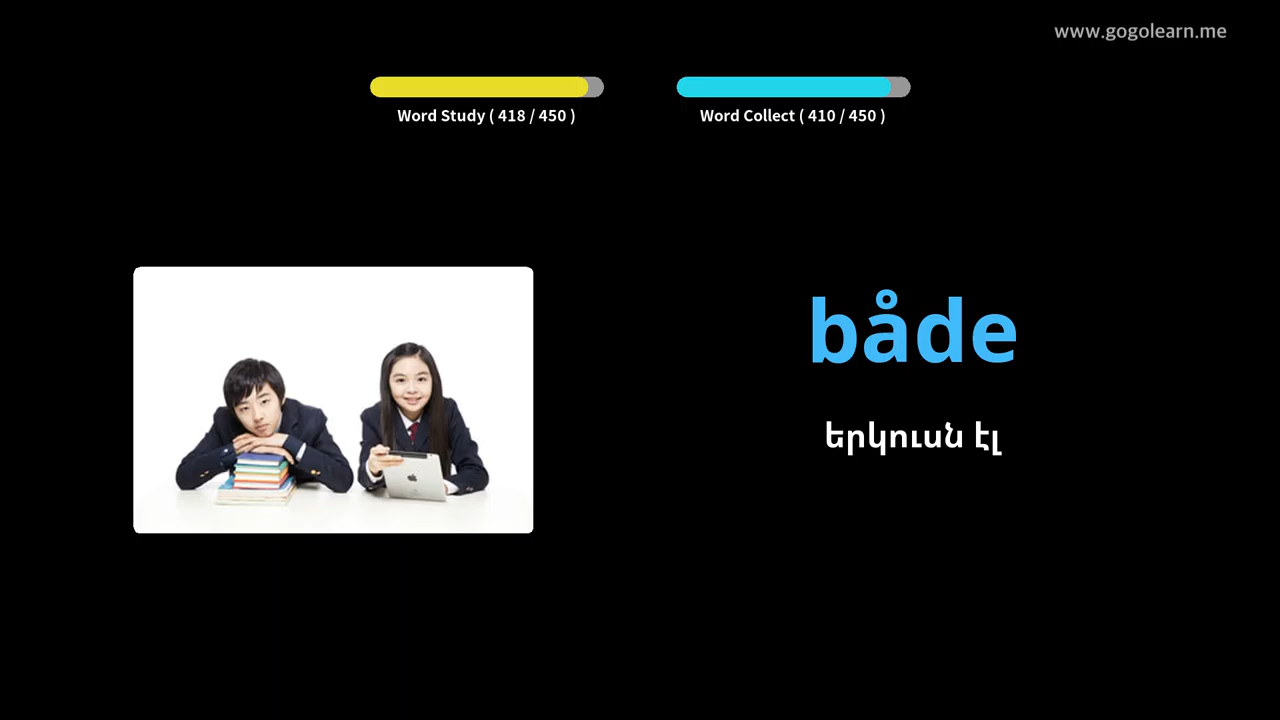 www.gogolearn.me
Word Study ( 418 / 450 )
Word Collect ( 410 / 450 )
både
երկուսն էլ